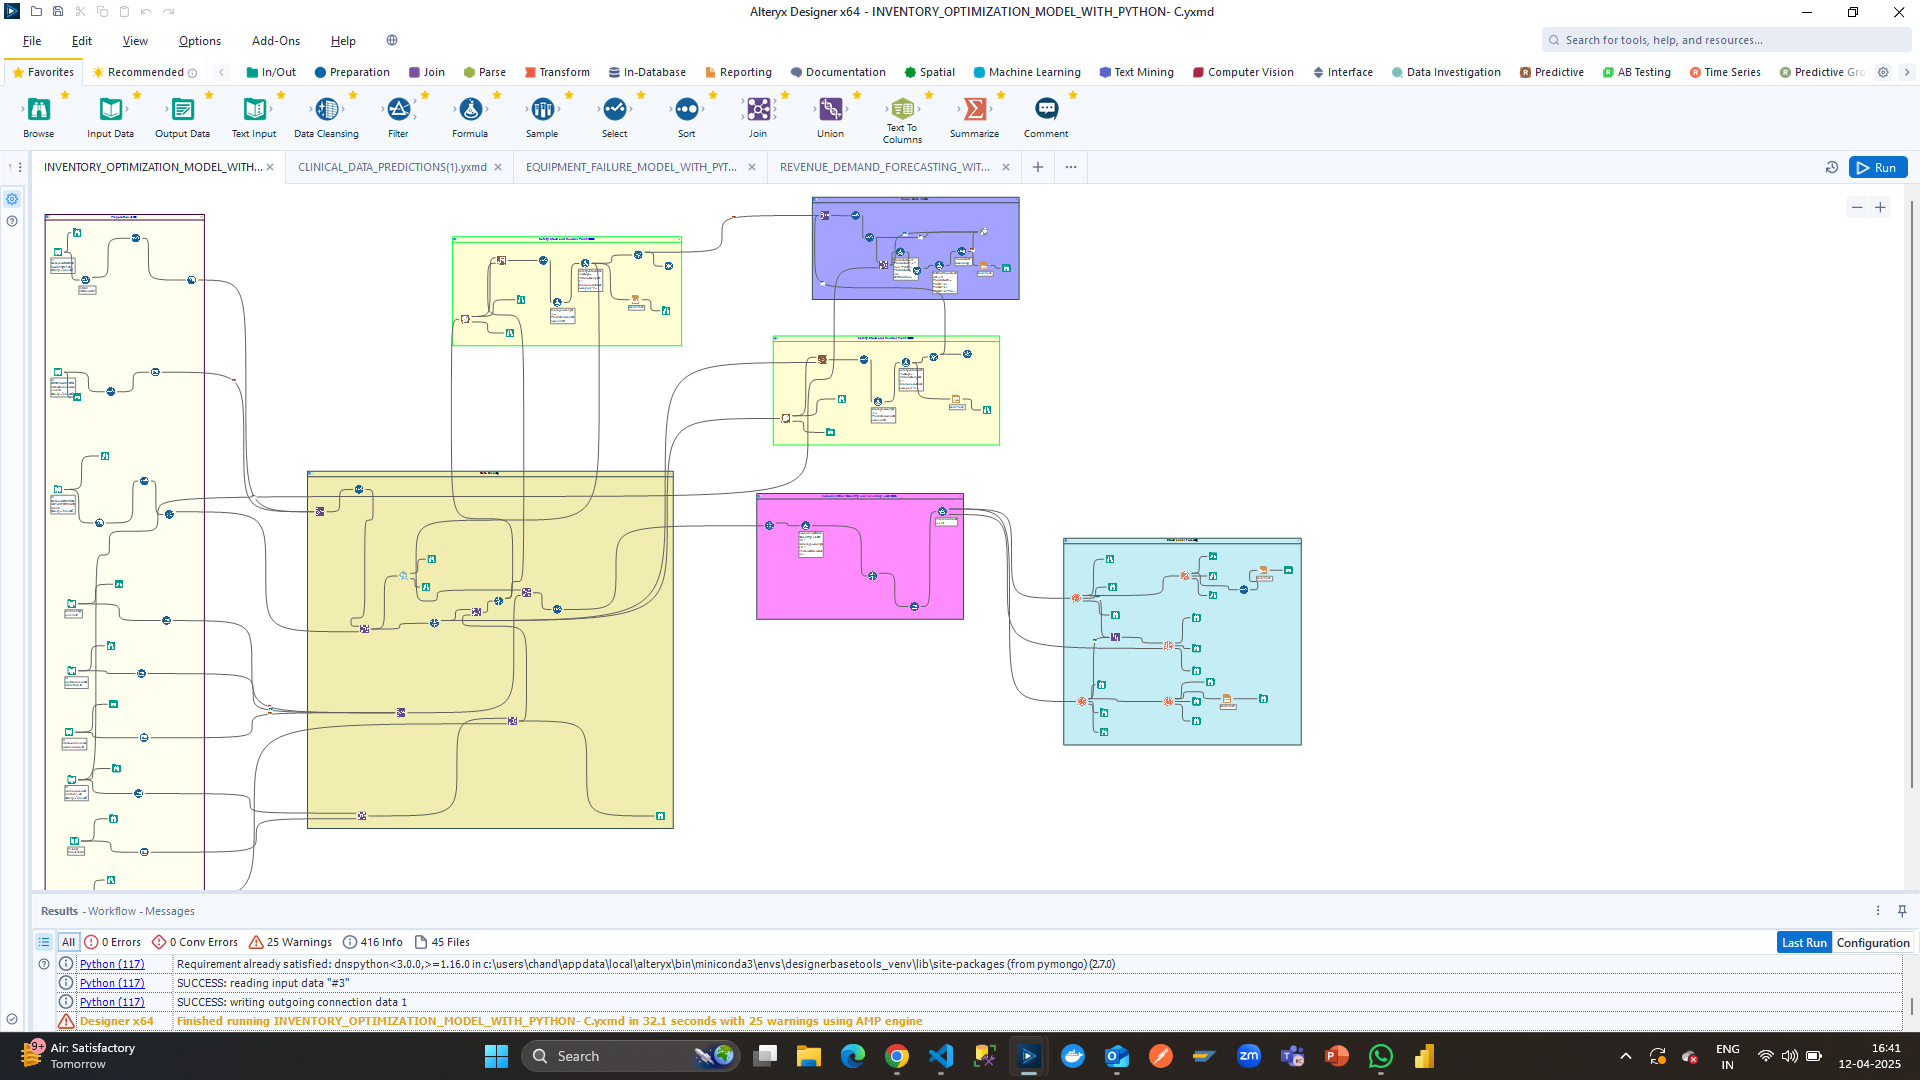 Alteryx Designer x64 - INVENTORY_OPTIMIZATION_MODEL_WITH_PYTHON- C.yxmd
File Edit View Options Add-Ons Help
Search for tools, help, and resources...
Favorites Recommended In/Out Preparation Join Parse Transform In-Database Reporting Documentation Spatial Machine Learning Text Mining Computer Vision Interface Data Investigation Predictive AB Testing Time Series Predictive Gro
Browse Input Data Output Data Text Input Data Cleansing Filter Formula Sample Select Sort Join Union Text To Columns Summarize Comment
INVENTORY_OPTIMIZATION_MODEL_WITH... CLINICAL_DATA_PREDICTIONS(1).yxmd EQUIPMENT_FAILURE_MODEL_WITH_PYT... REVENUE_DEMAND_FORECASTING_WIT...
Run
Results - Workflow - Messages
All 0 Errors 0 Conv Errors 25 Warnings 416 Info 45 Files
Last Run Configuration
Python (117) Requirement already satisfied: dnspython<3.0.0,>=1.16.0 in c:\users\chand\appdata\local\alteryx\bin\miniconda3\envs\designerbasetools_venv\lib\site-packages (from pymongo) (2.7.0)
Python (117) SUCCESS: reading input data "#3"
Python (117) SUCCESS: writing outgoing connection data 1
Designer x64 Finished running INVENTORY_OPTIMIZATION_MODEL_WITH_PYTHON- C.yxmd in 32.1 seconds with 25 warnings using AMP engine
9+
Air: Satisfactory
Tomorrow
Search
zm
ENG
IN
16:41
12-04-2025